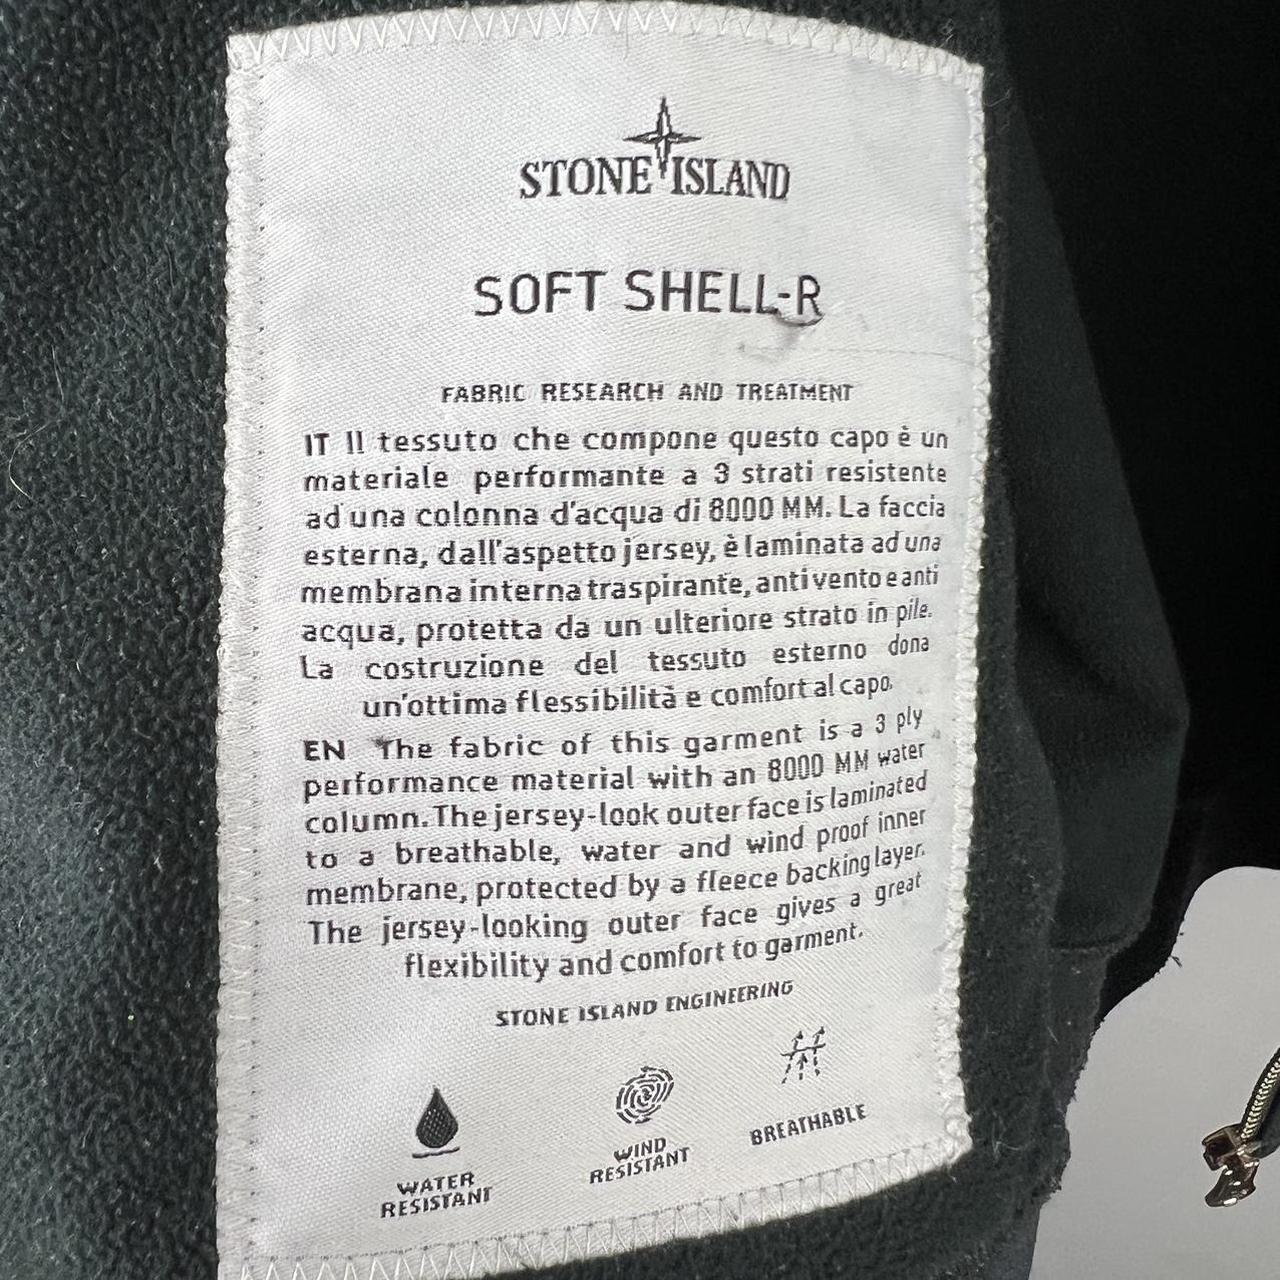 STONE ISLAND
SOFT SHELL-R
FABRIC RESEARCH AND TREATMENT
IT Il tessuto che compone questo capo è un
materiale performante a 3 strati resistente
ad una colonna d'acqua di 8000 MM. La faccia
esterna, dall'aspetto jersey, è laminata ad una
membrana interna traspirante, anti vento e anti
acqua, protetta da un ulteriore strato in pile.
La costruzione del tessuto esterno dona
un'ottima flessibilità e comfort al capo.
EN The fabric of this garment is a 3 ply
performance material with an 8000 MM water
column. The jersey-look outer face is laminated
to a breathable, water and wind proof inner
membrane, protected by a fleece backing layer.
The jersey-looking outer face gives a great
flexibility and comfort to garment.
STONE ISLAND ENGINEERING
WATER
RESISTANT
WIND
RESISTANT
BREATHABLE